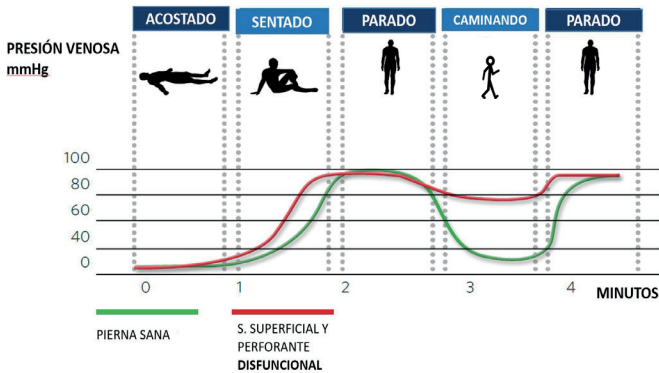 ACOSTADO
SENTADO
PARADO
CAMINANDO
PARADO
PRESIÓN VENOSA
mmHg
100
80
60
40
0
0
1
2
3
4
MINUTOS
PIERNA SANA
S. SUPERFICIAL Y
PERFORANTE
DISFUNCIONAL